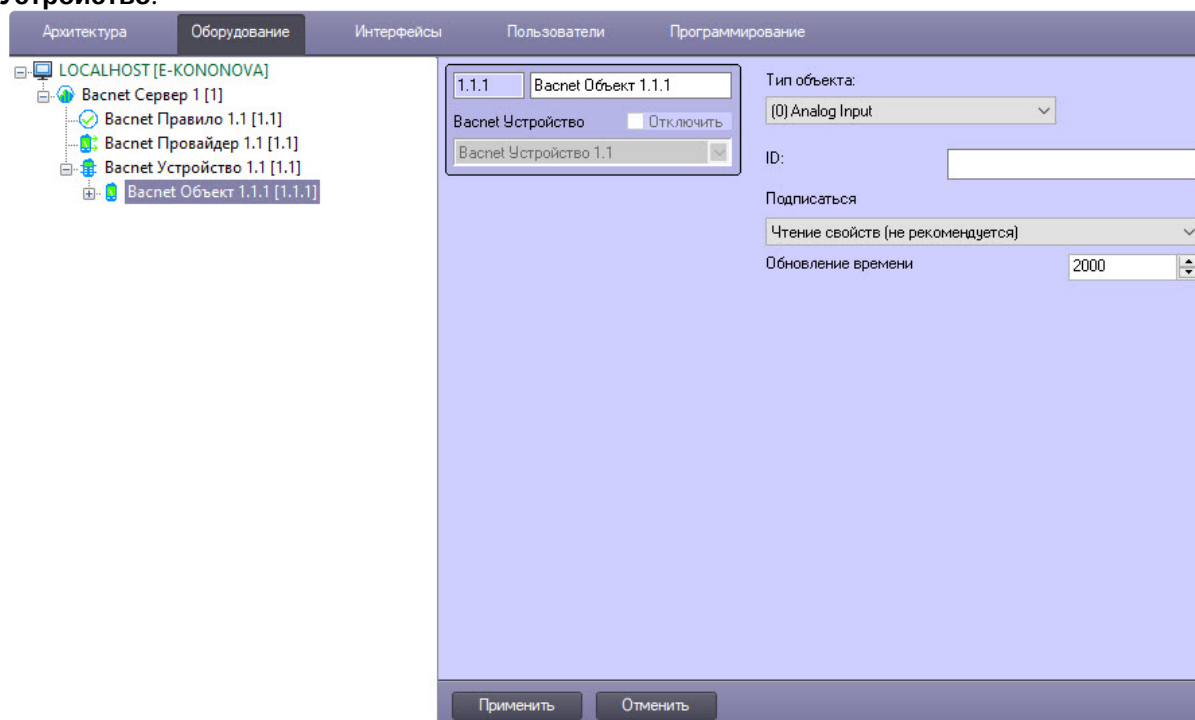 Устройство.
Архитектура Оборудование Интерфейсы Пользователи Программирование
LOCALHOST [E-KONONOVA]
Bacnet Сервер 1 [1]
Bacnet Правило 1.1 [1.1]
Bacnet Провайдер 1.1 [1.1]
Bacnet Устройство 1.1 [1.1]
Bacnet Объект 1.1.1 [1.1.1]
1.1.1 Bacnet Объект 1.1.1
Bacnet Устройство Отключить
Bacnet Устройство 1.1
Тип объекта:
(0) Analog Input
ID:
Подписаться
Чтение свойств (не рекомендуется)
Обновление времени 2000
Применить Отменить